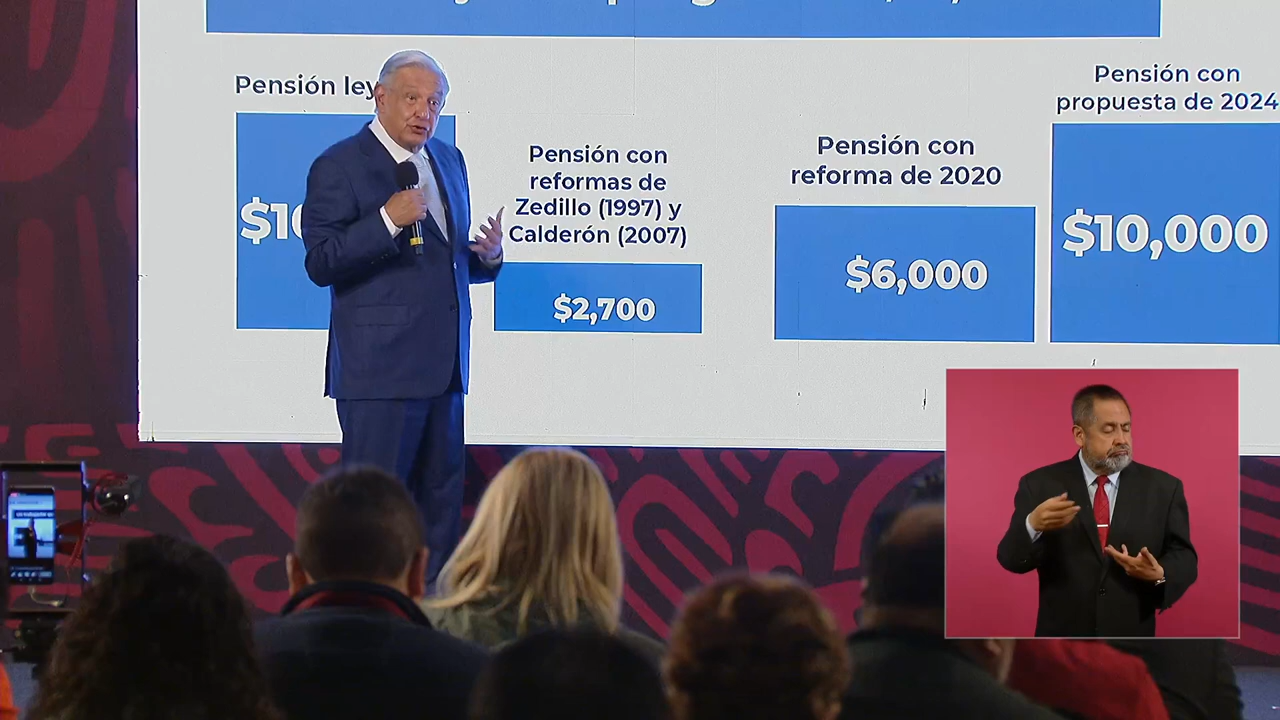 Pensión ley
$10
Pensión con
reformas de
Zedillo (1997) y
Calderón (2007)
$2,700
Pensión con
reforma de 2020
$6,000
Pensión con
propuesta de 2024
$10,000